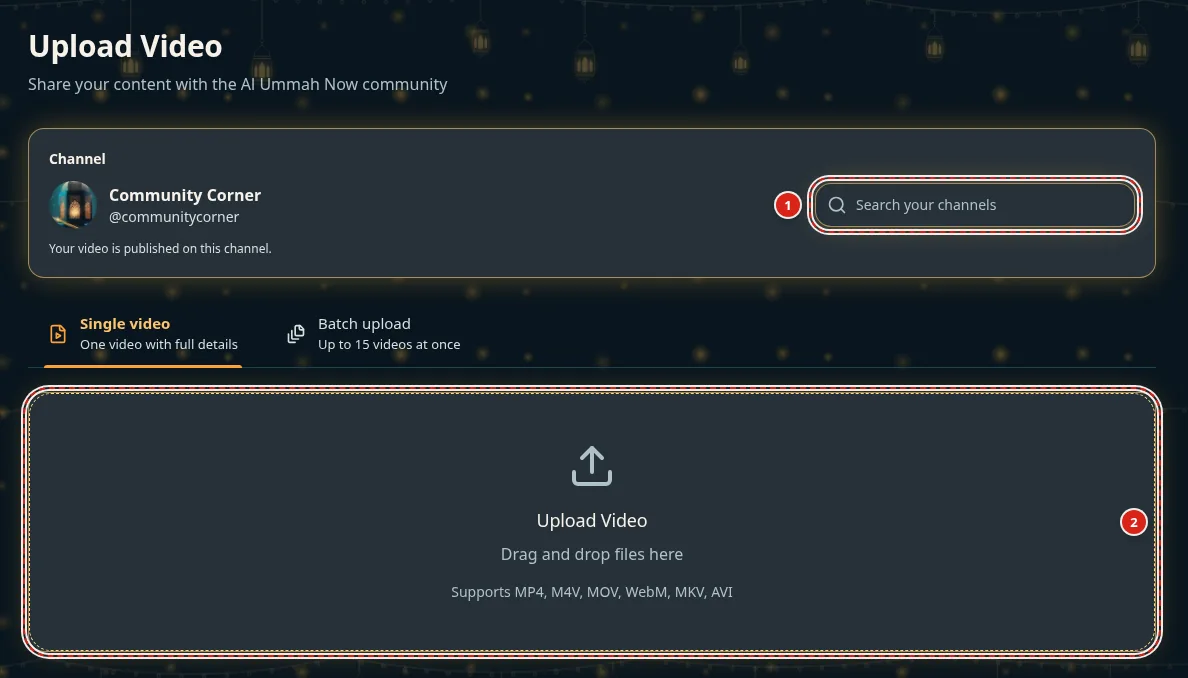 Upload Video
Share your content with the Al Ummah Now community
Channel
Community Corner
@communitycorner
Your video is published on this channel.
1
Search your channels
Single video
One video with full details
Batch upload
Up to 15 videos at once
Upload Video
Drag and drop files here
Supports MP4, M4V, MOV, WebM, MKV, AVI
2